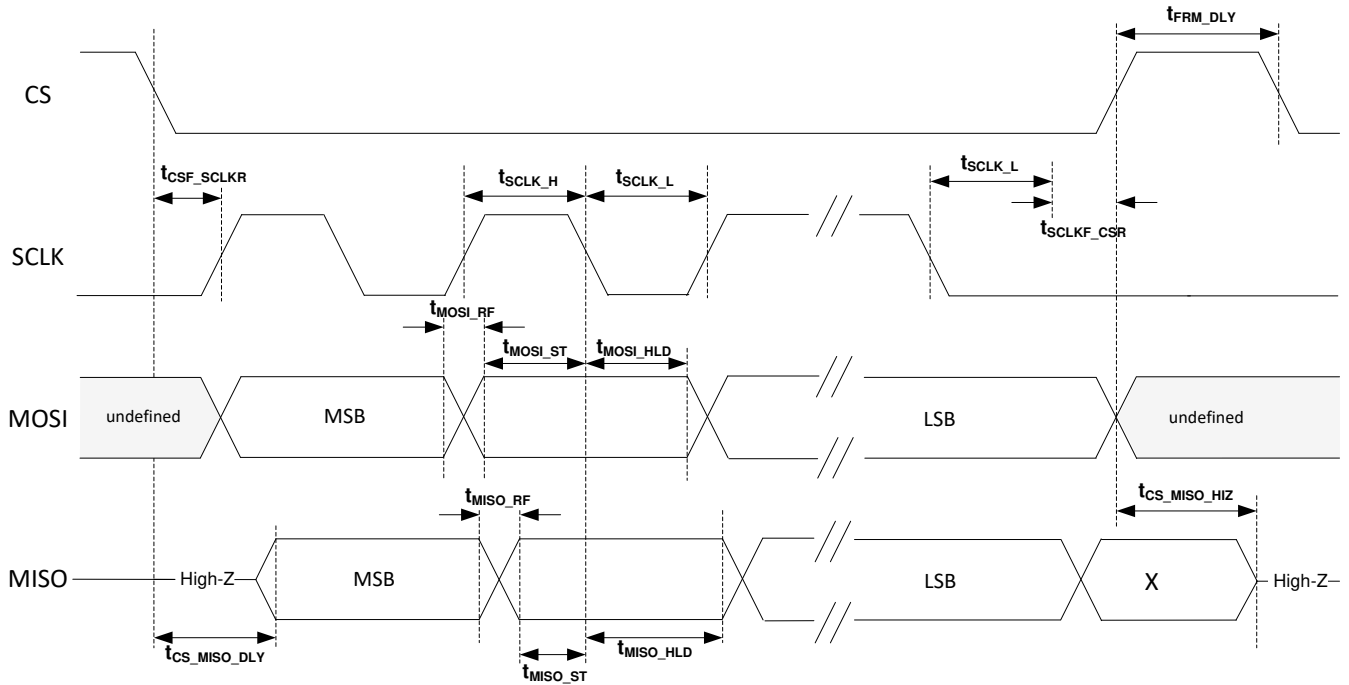 tFRM_DLY
CS
tCSF_SCLKR
tSCLK_H
tSCLK_L
tSCLK_L
tSCLKF_CSR
SCLK
tMOSI_RF
tMOSI_ST
tMOSI_HLD
MOSI
undefined
MSB
LSB
undefined
tMISO_RF
tCS_MISO_HIZ
MISO
High-Z
MSB
LSB
X
High-Z
tCS_MISO_DLY
tMISO_ST
tMISO_HLD